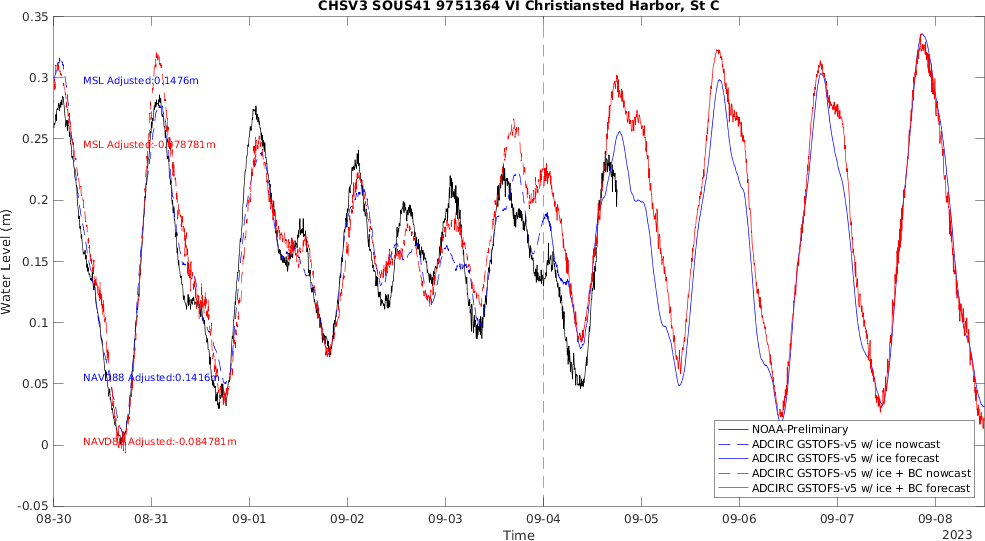 CHSV3 SOUS41 9751364 VI Christiansted Harbor, St C
0.35
0.3
0.25
0.2
0.15
0.1
0.05
0
-0.05
Water Level (m)
MSL Adjusted:0.1476m
MSL Adjusted:-0.078781m
NAVD88 Adjusted:0.1416m
NAVD88 Adjusted:-0.084781m
NOAA-Preliminary
ADCIRC GSTOFS-v5 w/ ice nowcast
ADCIRC GSTOFS-v5 w/ ice forecast
ADCIRC GSTOFS-v5 w/ ice + BC nowcast
ADCIRC GSTOFS-v5 w/ ice + BC forecast
08-30 08-31 09-01 09-02 09-03 09-04 09-05 09-06 09-07 09-08
Time
2023